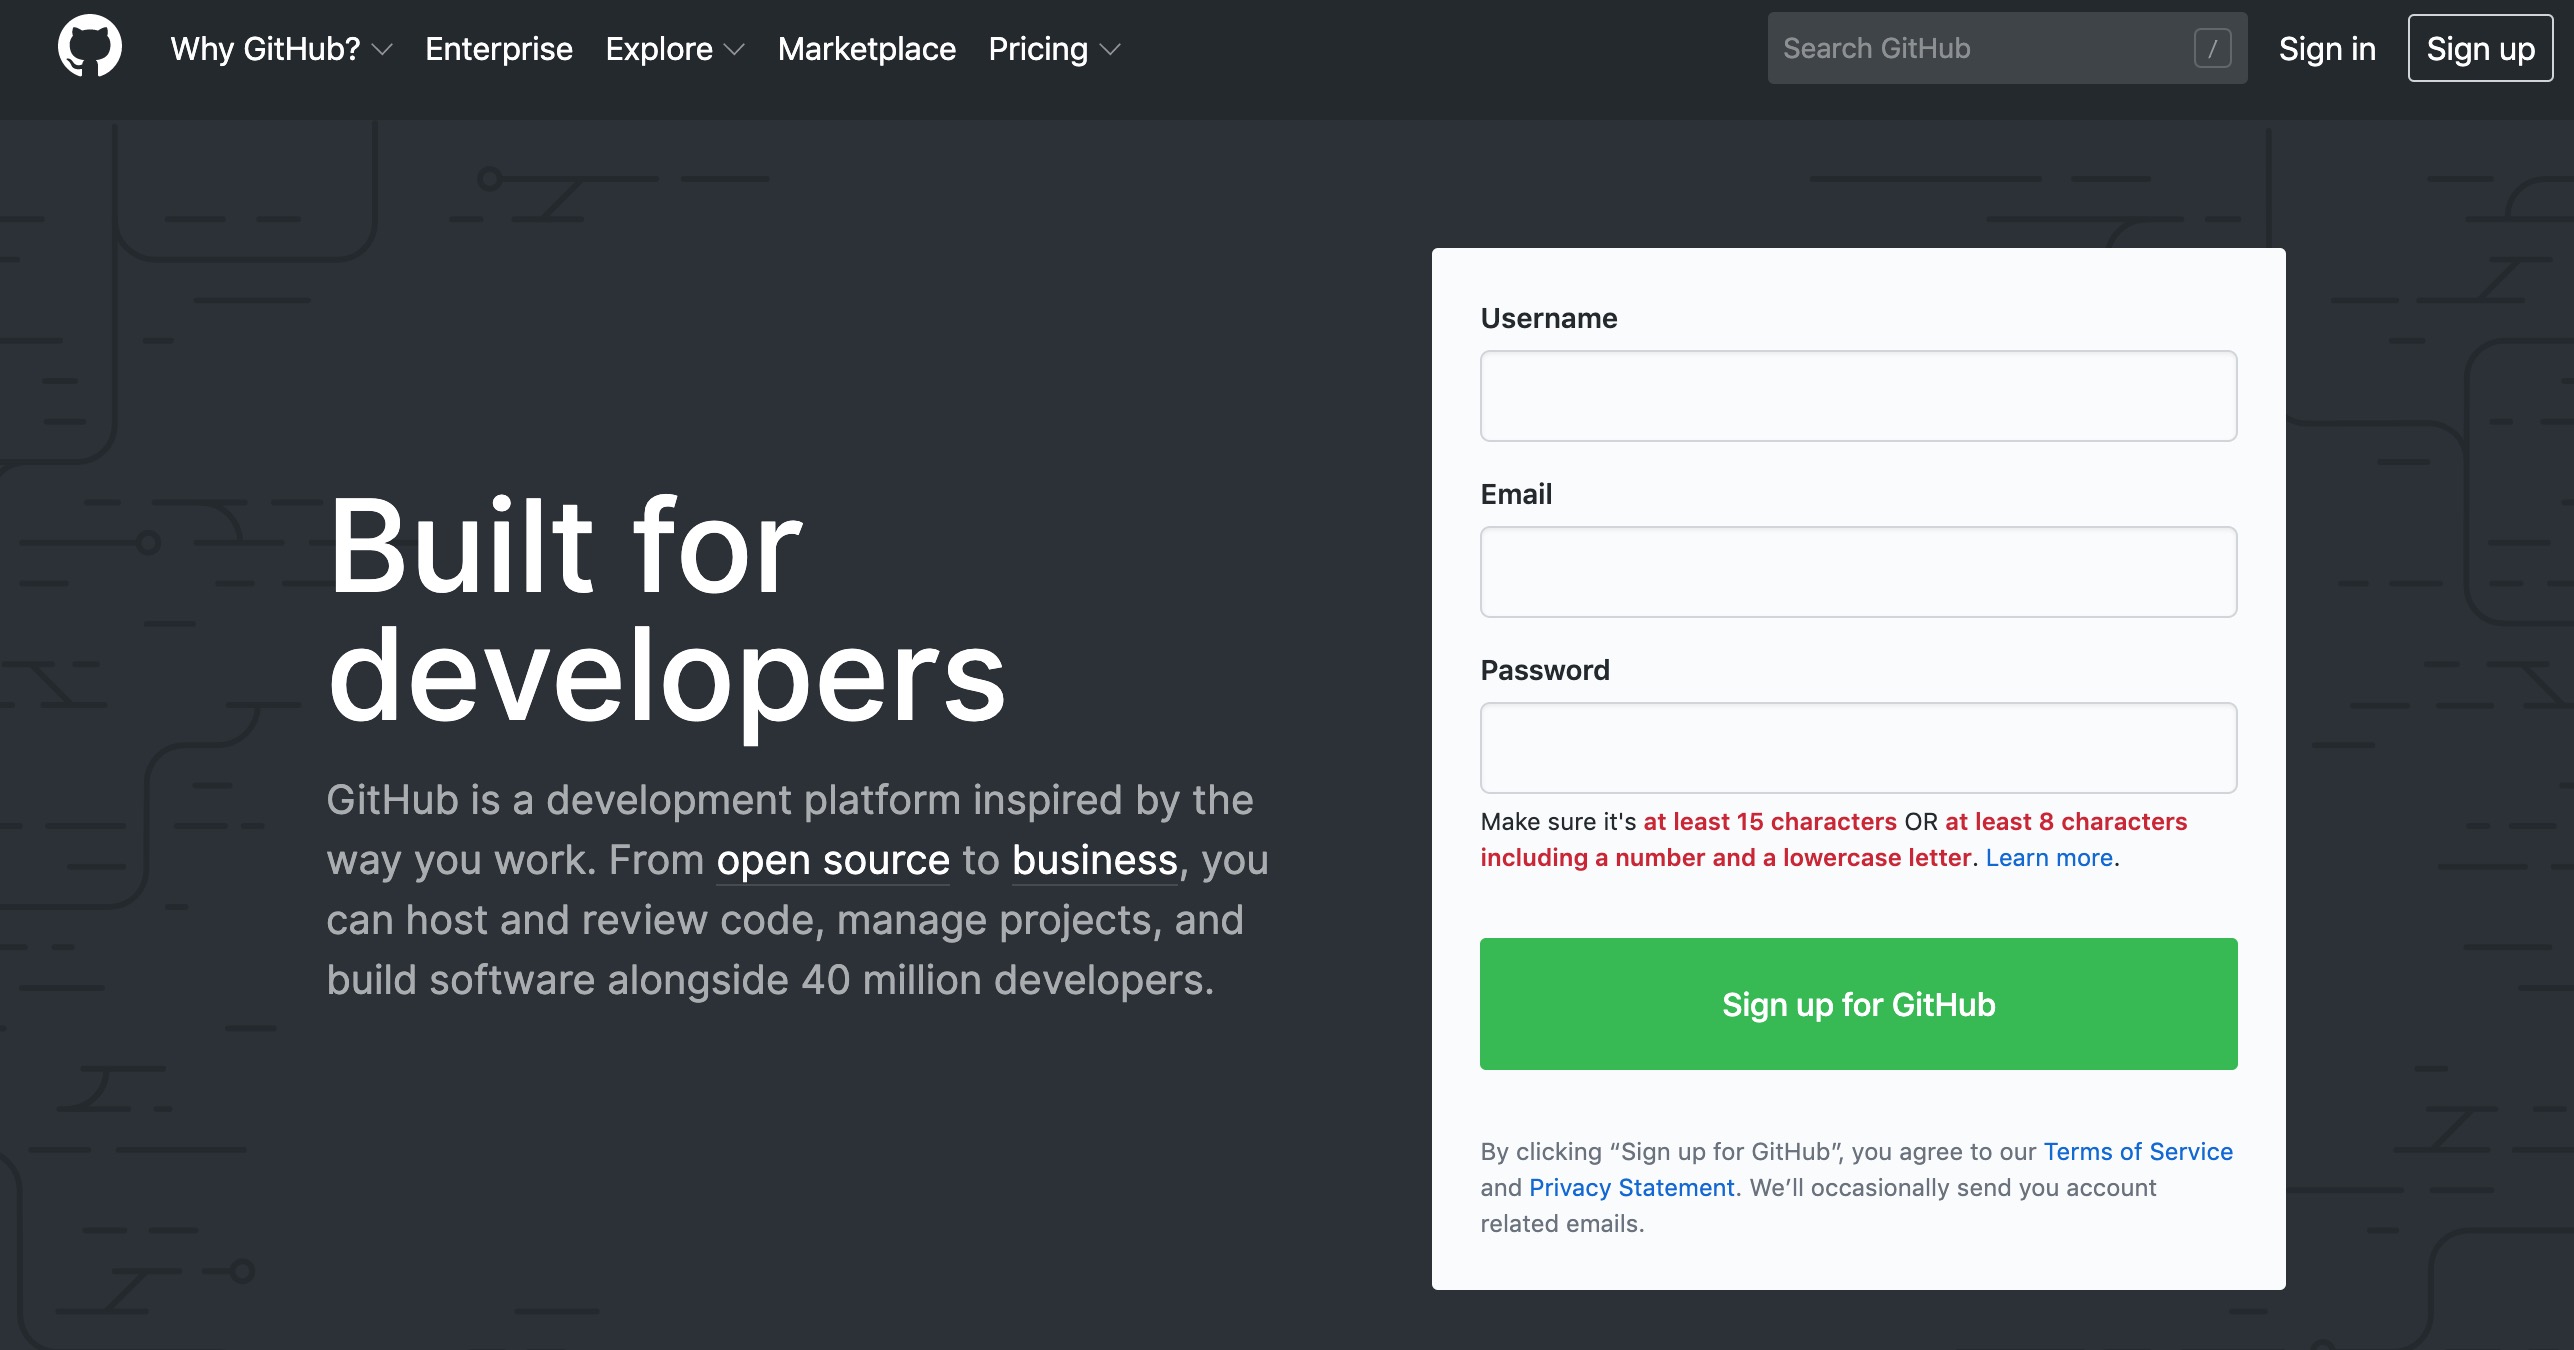 Why GitHub? Enterprise Explore Marketplace Pricing Search GitHub / Sign in Sign up
Built for
developers
GitHub is a development platform inspired by the
way you work. From open source to business, you
can host and review code, manage projects, and
build software alongside 40 million developers.
Username
Email
Password
Make sure it's at least 15 characters OR at least 8 characters
including a number and a lowercase letter. Learn more.
Sign up for GitHub
By clicking “Sign up for GitHub”, you agree to our Terms of Service
and Privacy Statement. We’ll occasionally send you account
related emails.